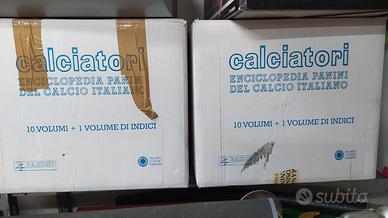 calciatori
ENCICLOPEDIA PANINI
DEL CALCIO ITALIANO
10 VOLUMI + 1 VOLUME DI INDICI
calciatori
ENCICLOPEDIA PANINI
DEL CALCIO ITALIANO
10 VOLUMI + 1 VOLUME DI INDICI
subito